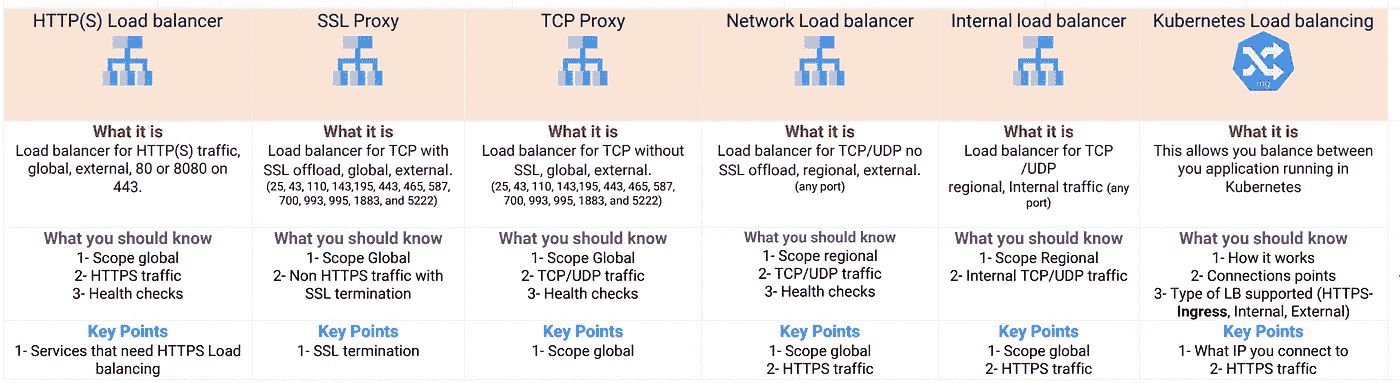 HTTP(S) Load balancer
SSL Proxy
TCP Proxy
Network Load balancer
Internal load balancer
Kubernetes Load balancing
ing
What it is
Load balancer for HTTP(S) traffic,
global, external, 80 or 8080 on
443.
What it is
Load balancer for TCP with
SSL offload, global, external.
(25, 43, 110, 143,195, 443, 465, 587,
700, 993, 995, 1883, and 5222)
What it is
Load balancer for TCP without
SSL, global, external.
(25, 43, 110, 143,195, 443, 465, 587,
700, 993, 995, 1883, and 5222)
What it is
Load balancer for TCP/UDP no
SSL offload, regional, external.
(any port)
What it is
Load balancer for TCP
/UDP
regional, Internal traffic (any
port)
What it is
This allows you balance between
you application running in
Kubernetes
What you should know
1- Scope global
2- HTTPS traffic
3- Health checks
What you should know
1- Scope Global
2- Non HTTPS traffic with
SSL termination
What you should know
1- Scope Global
2- TCP/UDP traffic
3- Health checks
What you should know
1- Scope regional
2- TCP/UDP traffic
3- Health checks
What you should know
1- Scope Regional
2- Internal TCP/UDP traffic
What you should know
1- How it works
2- Connections points
3- Type of LB supported (HTTPS-
Ingress, Internal, External)
Key Points
1- Services that need HTTPS Load
balancing
Key Points
1- SSL termination
Key Points
1- Scope global
Key Points
1- Scope global
2- HTTPS traffic
Key Points
1- Scope global
2- HTTPS traffic
Key Points
1- What IP you connect to
2- HTTPS traffic